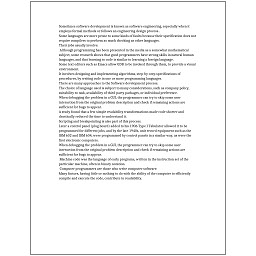 Sometimes software development is known as software engineering, especially when it
employs formal methods or follows an engineering design process.
Some languages are more prone to some kinds of faults because their specification does not
require compilers to perform as much checking as other languages.
Their jobs usually involve:
Although programming has been presented in the media as a somewhat mathematical
subject, some research shows that good programmers have strong skills in natural human
languages, and that learning to code is similar to learning a foreign language.
Some text editors such as Emacs allow GDB to be invoked through them, to provide a visual
environment.
It involves designing and implementing algorithms, step-by-step specifications of
procedures, by writing code in one or more programming languages.
There are many approaches to the Software development process.
The choice of language used is subject to many considerations, such as company policy,
suitability to task, availability of third-party packages, or individual preference.
When debugging the problem in a GUI, the programmer can try to skip some user
interaction from the original problem description and check if remaining actions are
sufficient for bugs to appear.
A study found that a few simple readability transformations made code shorter and
drastically reduced the time to understand it.
Scripting and breakpointing is also part of this process.
Later a control panel (plug board) added to his 1906 Type I Tabulator allowed it to be
programmed for different jobs, and by the late 1940s, unit record equipment such as the
IBM 602 and IBM 604, were programmed by control panels in a similar way, as were the
first electronic computers.
When debugging the problem in a GUI, the programmer can try to skip some user
interaction from the original problem description and check if remaining actions are
sufficient for bugs to appear.
Machine code was the language of early programs, written in the instruction set of the
particular machine, often in binary notation.
Computer programmers are those who write computer software.
Many factors, having little or nothing to do with the ability of the computer to efficiently
compile and execute the code, contribute to readability.